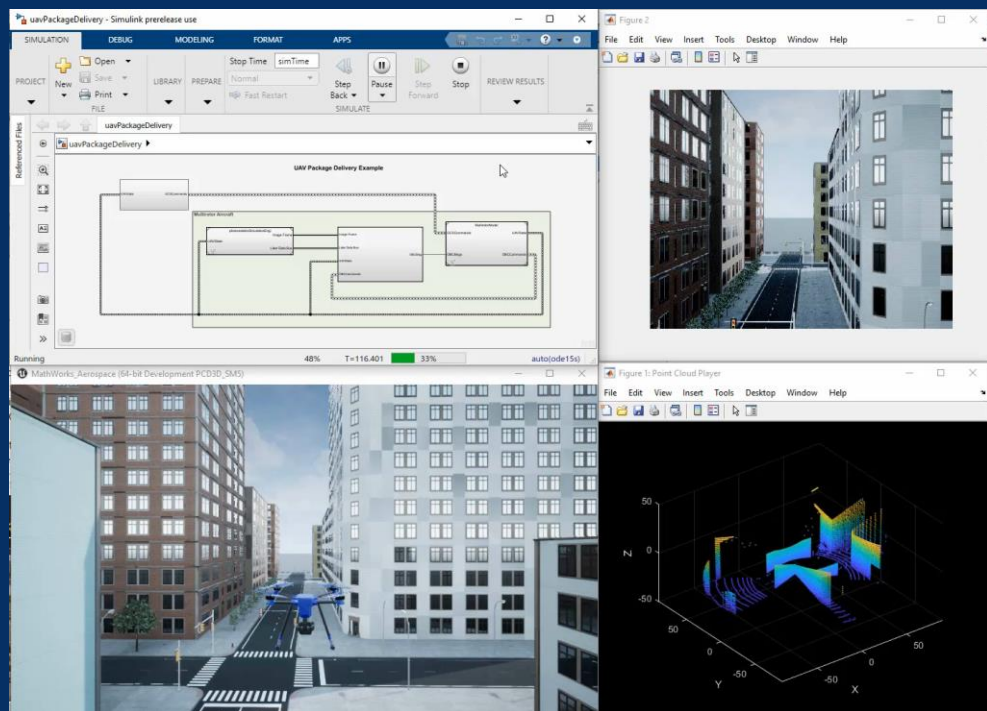 uavPackageDelivery - Simulink prerelease use
SIMULATION DEBUG MODELING FORMAT APPS
PROJECT
New
Open
Save
Print
FILE
LIBRARY
PREPARE
Stop Time simTime
Normal
Fast Restart
Step Back
Pause
Step Forward
Stop
SIMULATE
REVIEW RESULTS
Referenced Files
uavPackageDelivery
uavPackageDelivery
UAV Package Delivery Example
Multirotor Aircraft
Running 48% T=116.401 33% auto(ode15s)
Figure 2
File Edit View Insert Tools Desktop Window Help
MathWorks_Aerospace (64-bit Development PCD3D_SM5)
Figure 1: Point Cloud Player
File Edit View Insert Tools Desktop Window Help
50
0
-50
Z
50
0
-50
Y
-50
0
50
X